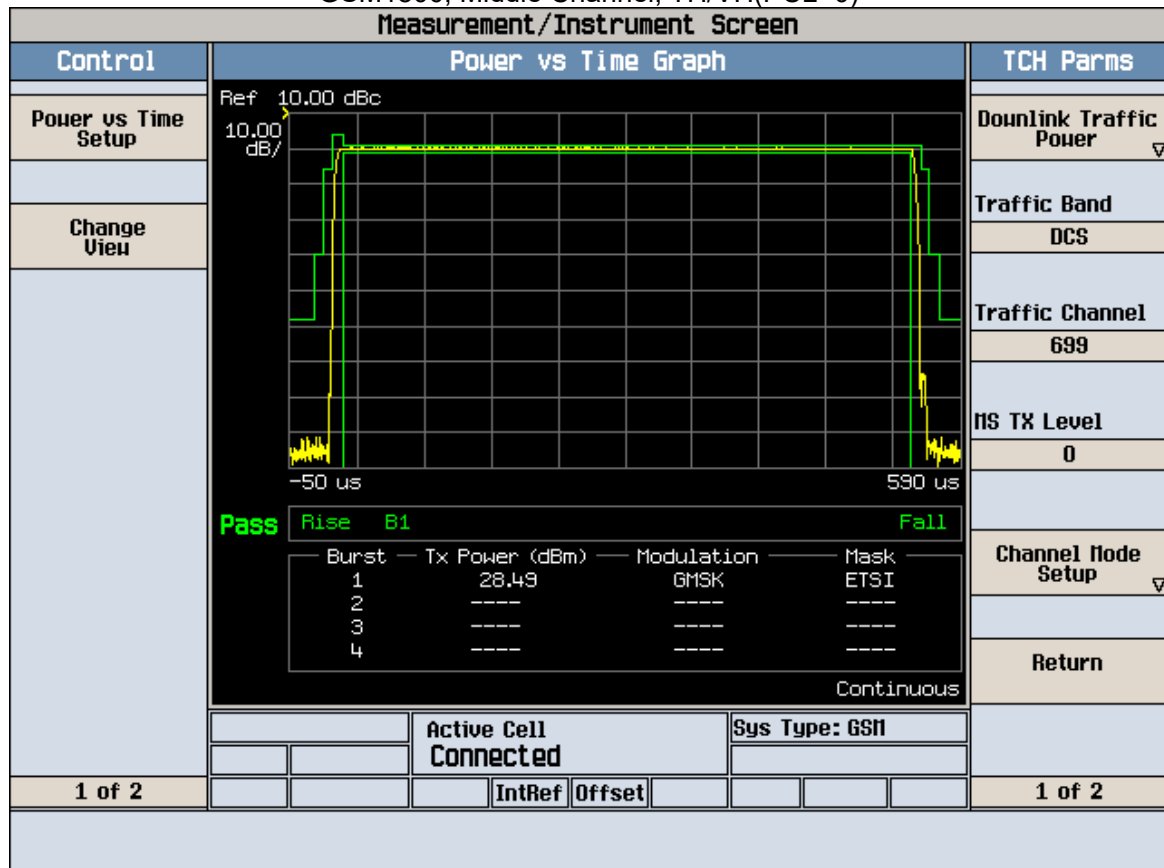 Measurement/Instrument Screen
Control
Power vs Time Graph
TCH Parms
Power vs Time
Setup
Change
View
1 of 2
Ref 10.00 dBc
10.00
dB/
-50 us
590 us
Pass
Rise B1
Fall
Burst Tx Power (dBm) Modulation Mask
1 28.49 GMSK ETSI
2 ---- ---- ----
3 ---- ---- ----
4 ---- ---- ----
Continuous
Active Cell
Connected
Sys Type: GSM
IntRef Offset
Downlink Traffic
Power
Traffic Band
DCS
Traffic Channel
699
MS TX Level
0
Channel Mode
Setup
Return
1 of 2